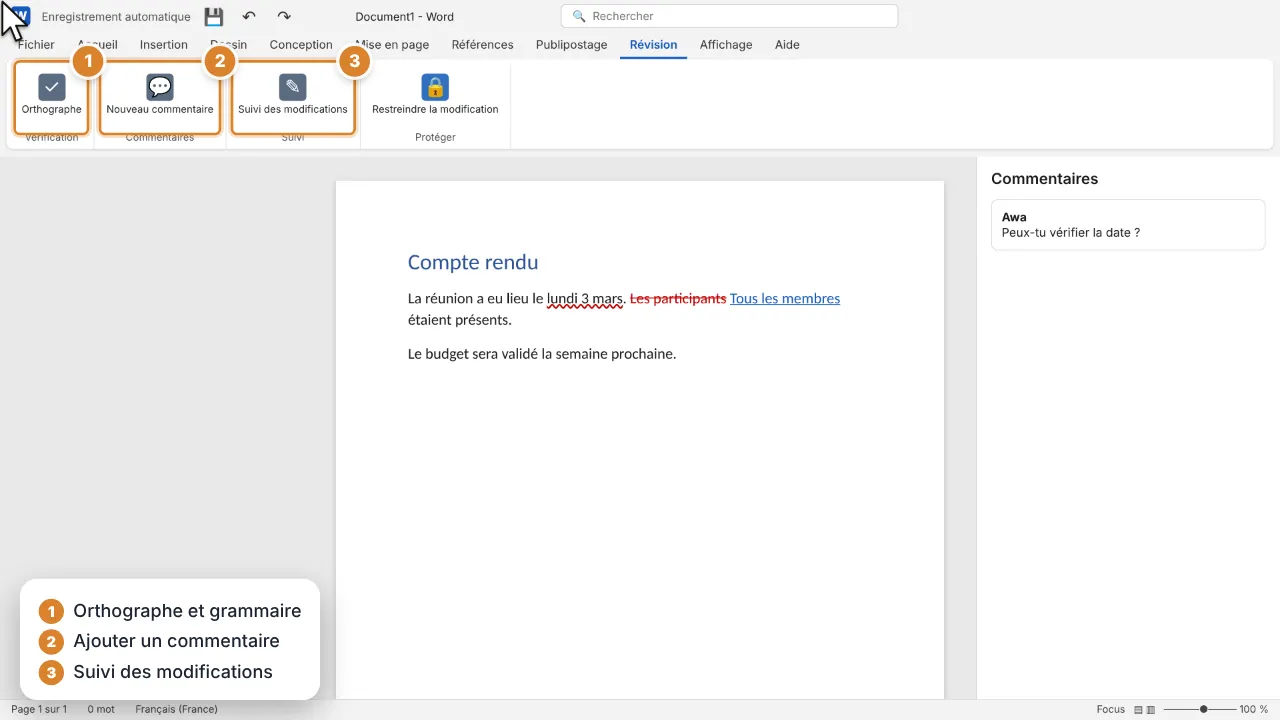 Enregistrement automatique
Document1 - Word
Rechercher
Fichier Accueil Insertion Dessin Conception Mise en page Références Publipostage Révision Affichage Aide
1 2 3
Orthographe Nouveau commentaire Suivi des modifications Restreindre la modification
Vérification Commentaires Suivi Protéger
Commentaires
Awa
Peux-tu vérifier la date ?
Compte rendu
La réunion a eu lieu le lundi 3 mars. Les participants Tous les membres
étaient présents.
Le budget sera validé la semaine prochaine.
1 Orthographe et grammaire
2 Ajouter un commentaire
3 Suivi des modifications
Page 1 sur 1 0 mot Français (France) Focus 100 %